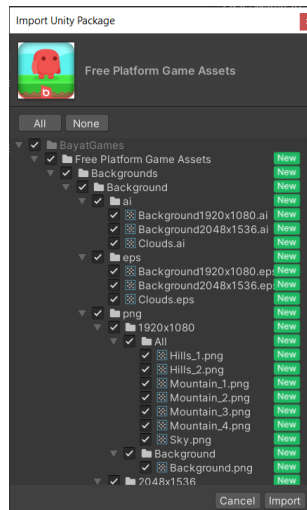 Import Unity Package
Free Platform Game Assets
All None
BayatGames
Free Platform Game Assets New
Backgrounds New
Background New
ai New
Background1920x1080.ai New
Background2048x1536.ai New
Clouds.ai New
eps New
Background1920x1080.eps New
Background2048x1536.eps New
Clouds.eps New
png New
1920x1080 New
All New
Hills_1.png New
Hills_2.png New
Mountain_1.png New
Mountain_2.png New
Mountain_3.png New
Mountain_4.png New
Sky.png New
Background New
Background.png New
2048x1536 New
Cancel Import